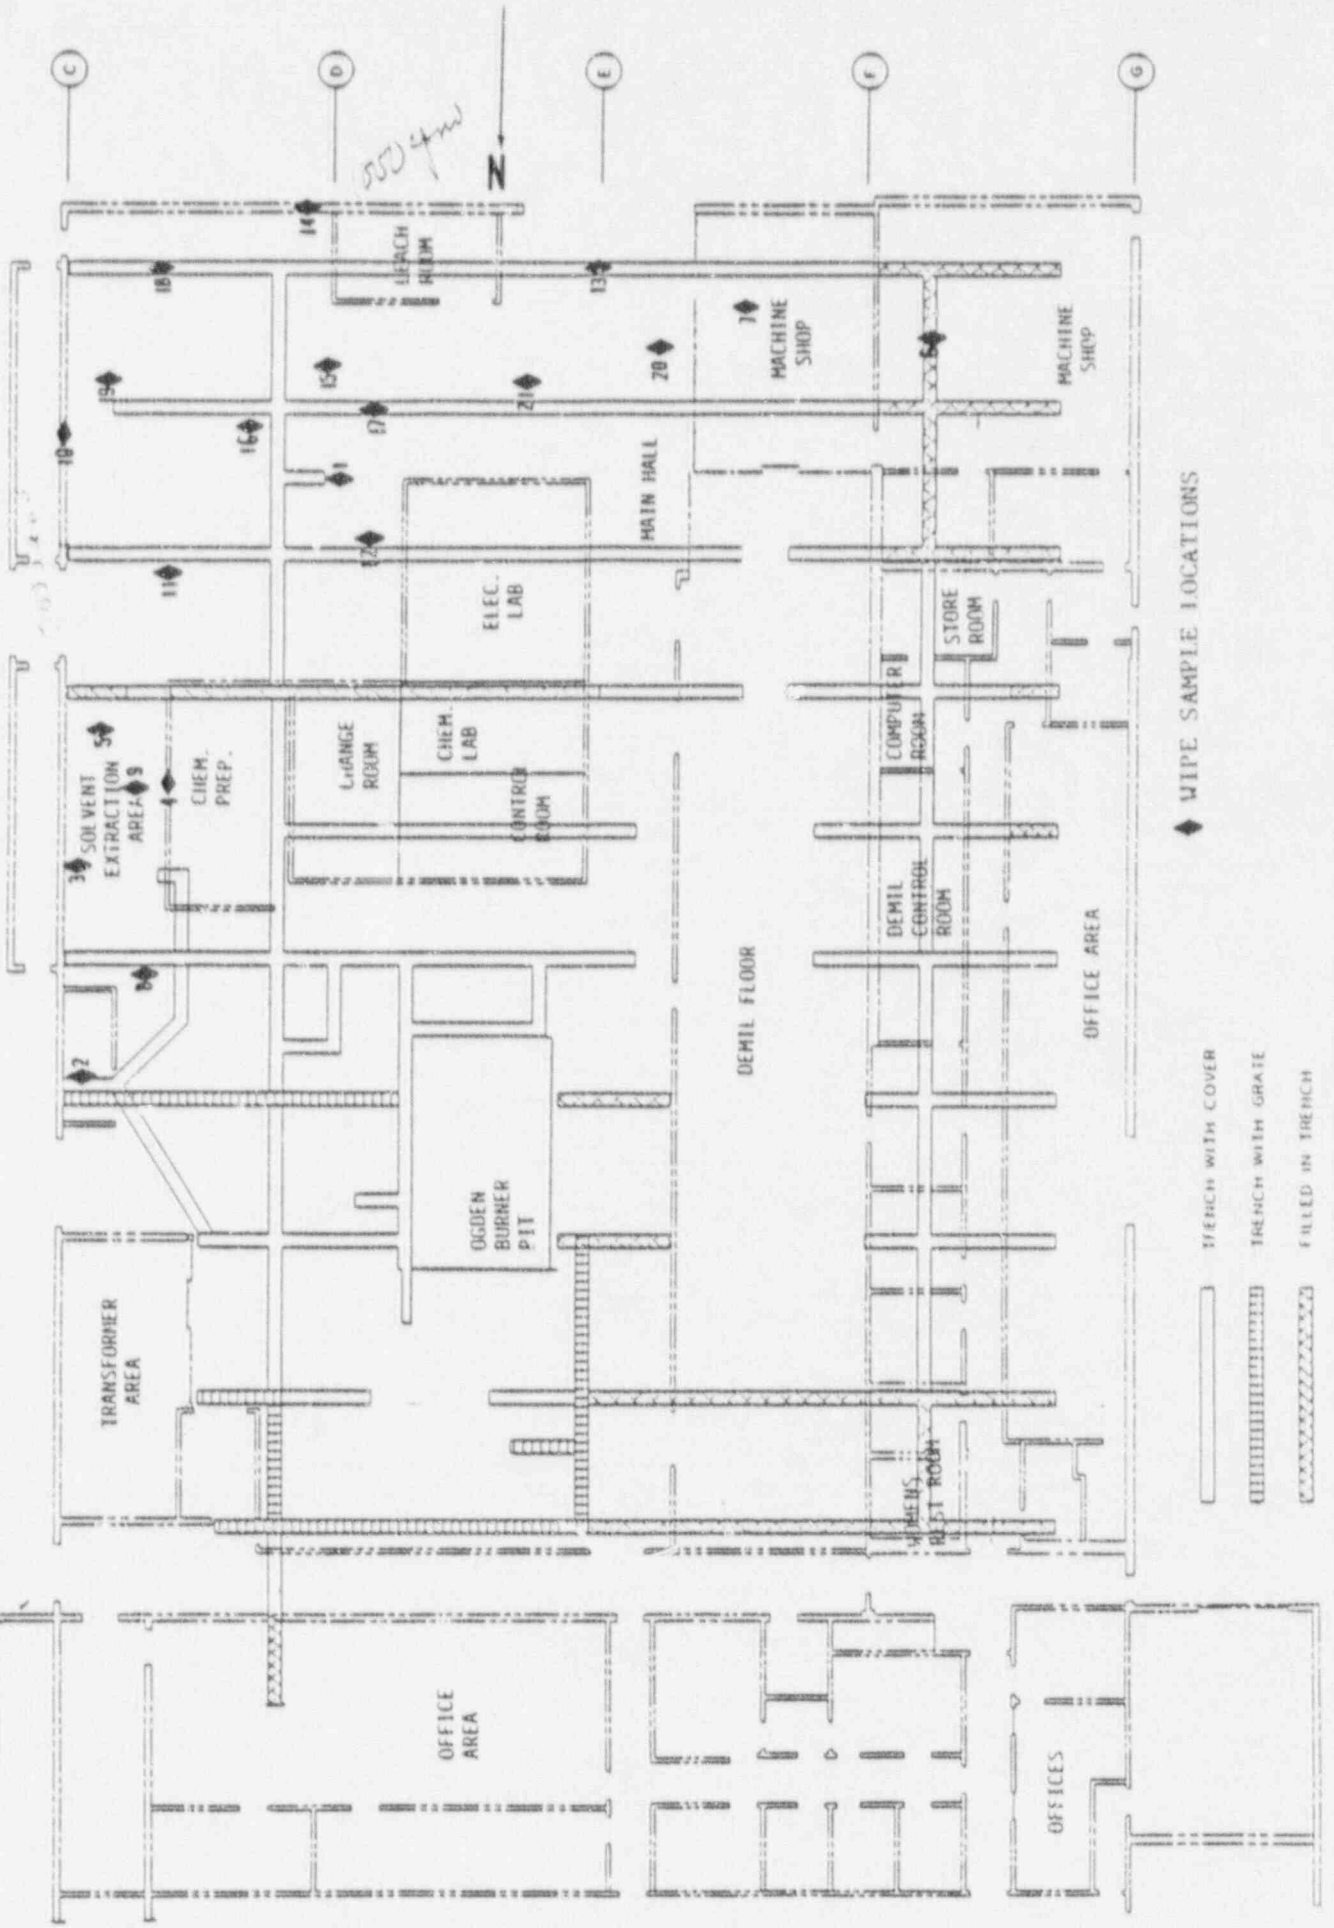 C
D
E
F
G
N
14
LEACH
ROOM
18
13
7
MACHINE
SHOP
6
MACHINE
SHOP
19
15
21
20
10
16
17
1
MAIN HALL
12
11
ELEC.
LAB
STORE
ROOM
5
SOLVENT
EXTRACTION
AREA
9
4
3
CHEM.
PREP.
CHANGE
ROOM
CHEM.
LAB
CONTROL
ROOM
COMPUTER
ROOM
DEMIL
CONTROL
ROOM
8
2
DEMIL FLOOR
OFFICE AREA
OGDEN
BURNER
PIT
TRANSFORMER
AREA
WOMENS
REST ROOM
OFFICE
AREA
OFFICES
WIPE SAMPLE LOCATIONS
TRENCH WITH COVER
TRENCH WITH GRATE
FILLED IN TRENCH